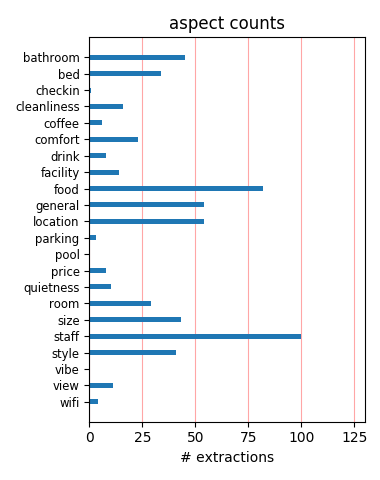 aspect counts
bathroom
bed
checkin
cleanliness
coffee
comfort
drink
facility
food
general
location
parking
pool
price
quietness
room
size
staff
style
vibe
view
wifi
0 25 50 75 100 125
# extractions